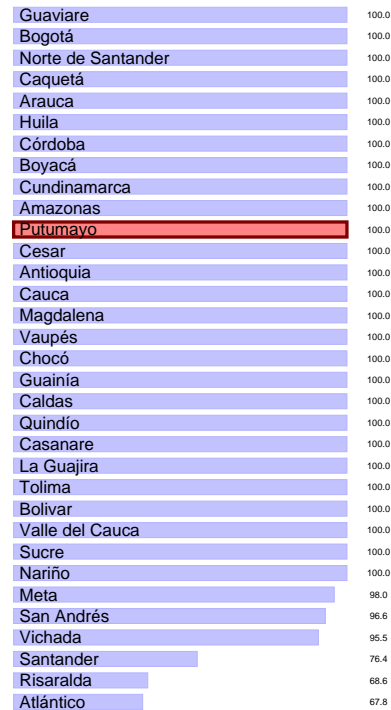 Guaviare 100.0
Bogotá 100.0
Norte de Santander 100.0
Caquetá 100.0
Arauca 100.0
Huila 100.0
Córdoba 100.0
Boyacá 100.0
Cundinamarca 100.0
Amazonas 100.0
Putumayo 100.0
Cesar 100.0
Antioquia 100.0
Cauca 100.0
Magdalena 100.0
Vaupés 100.0
Chocó 100.0
Guainía 100.0
Caldas 100.0
Quindío 100.0
Casanare 100.0
La Guajira 100.0
Tolima 100.0
Bolivar 100.0
Valle del Cauca 100.0
Sucre 100.0
Nariño 100.0
Meta 98.0
San Andrés 96.6
Vichada 95.5
Santander 76.4
Risaralda 68.6
Atlántico 67.8